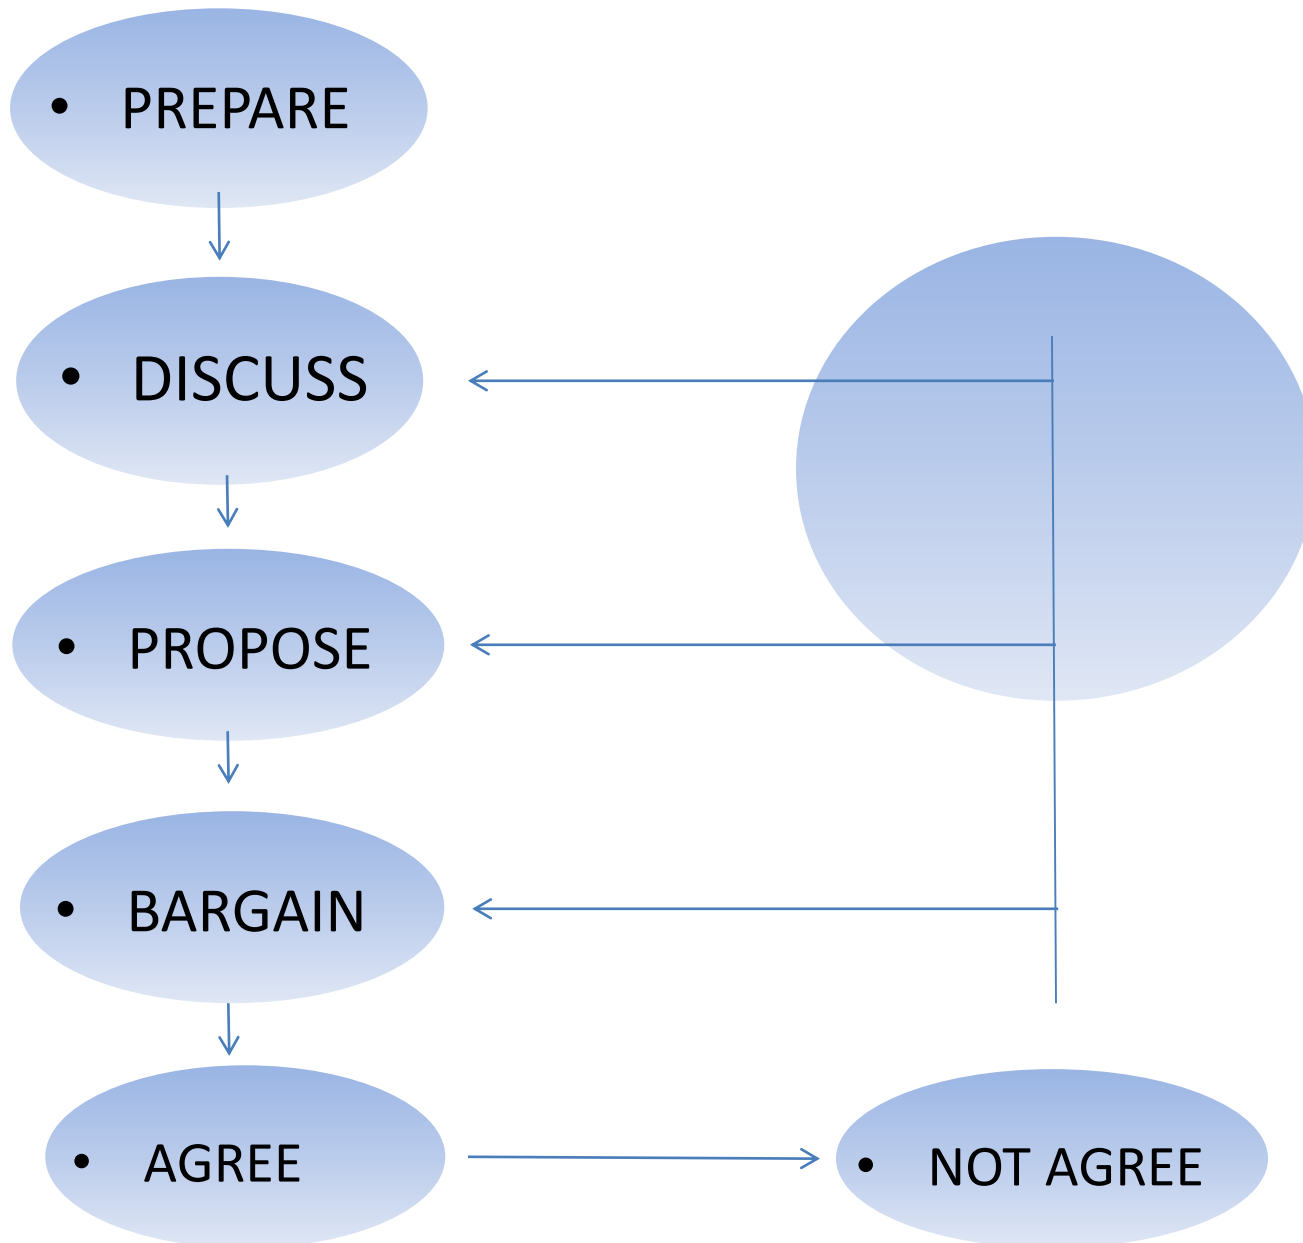 • PREPARE
• DISCUSS
• PROPOSE
• BARGAIN
• AGREE
• NOT AGREE